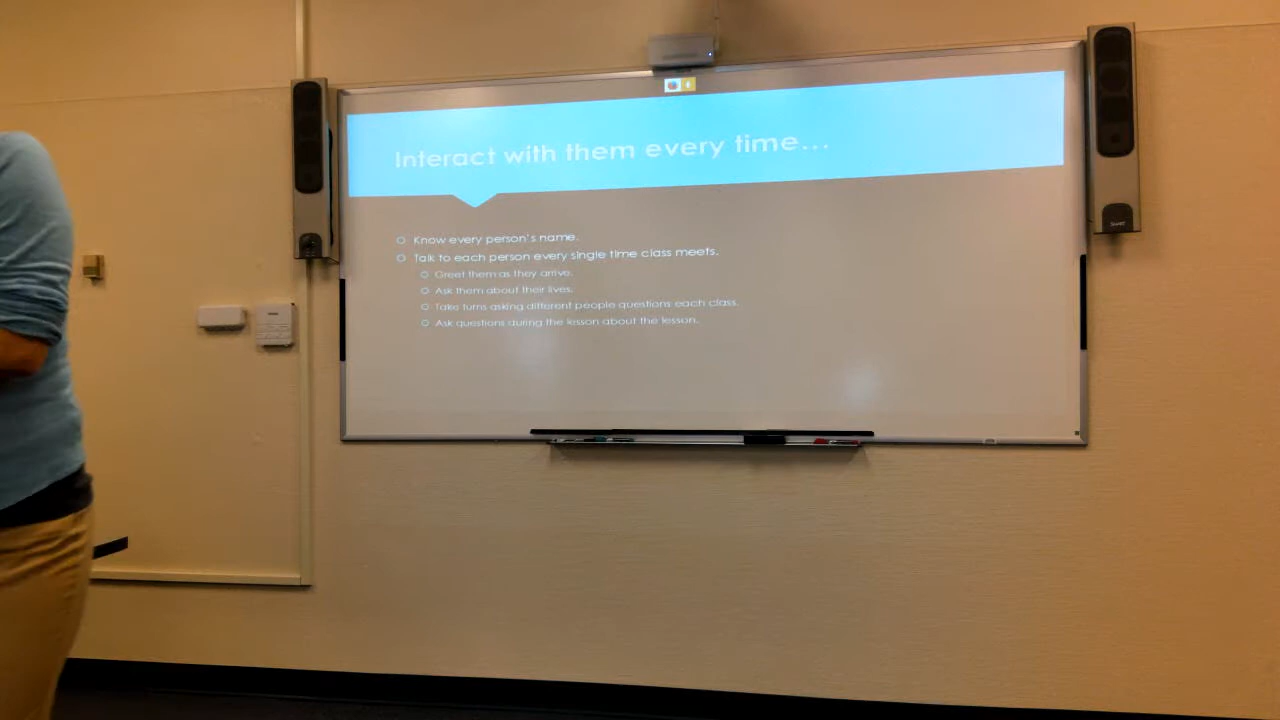 Interact with them every time...
Know every person's name.
Talk to each person every single time class meets.
Greet them as they arrive.
Ask them about their lives.
Take turns asking different people questions each class.
Ask questions during the lesson about the lesson.